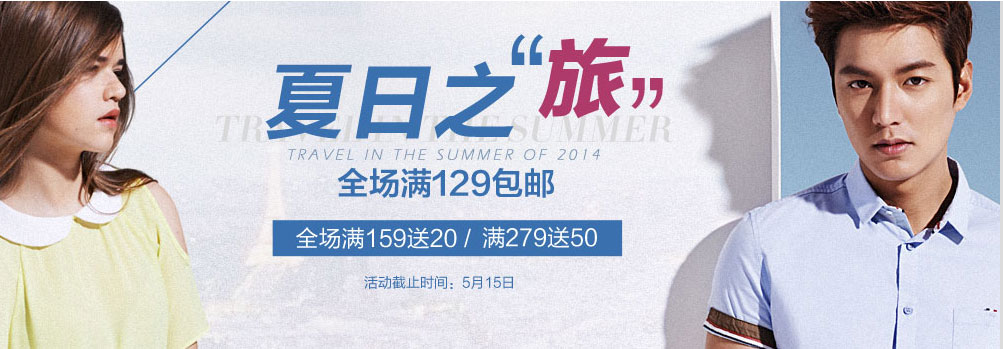 夏日之“旅”
TRAVEL IN THE SUMMER
TRAVEL IN THE SUMMER OF 2014
全场满129包邮
全场满159送20 / 满279送50
活动截止时间：5月15日